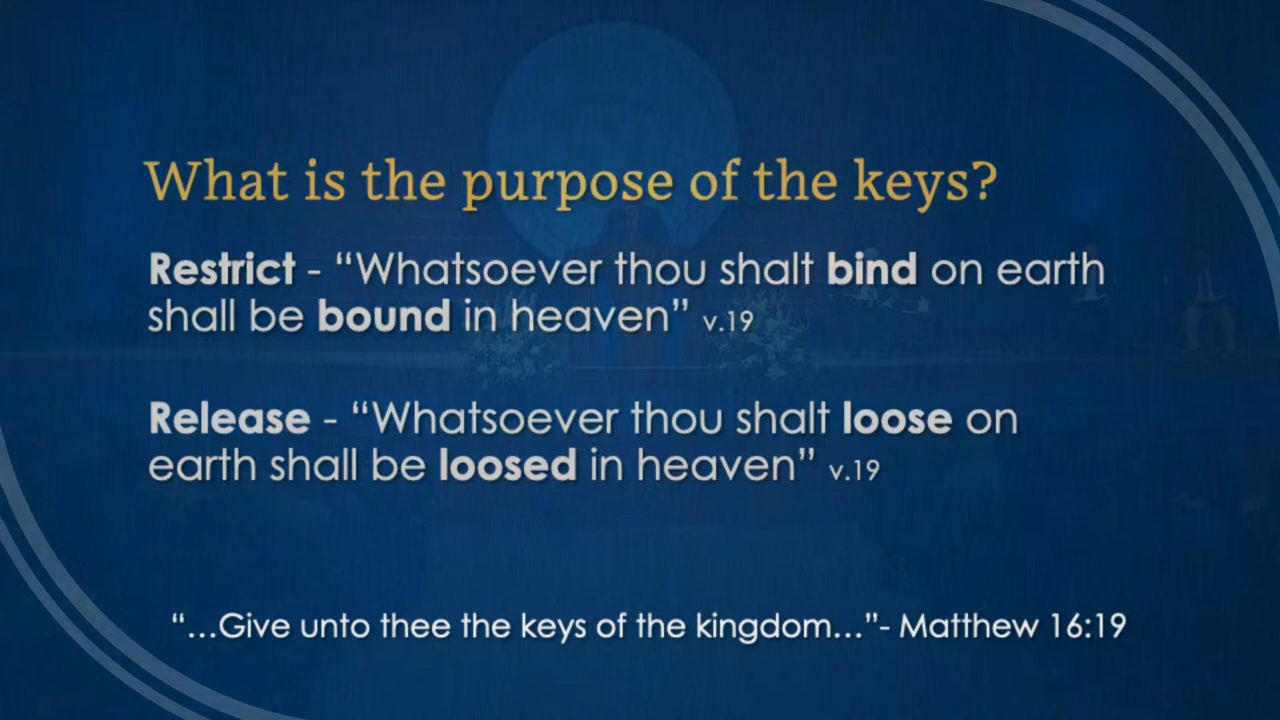 What is the purpose of the keys?
Restrict - “Whatsoever thou shalt bind on earth
shall be bound in heaven” v.19
Release - “Whatsoever thou shalt loose on
earth shall be loosed in heaven” v.19
“...Give unto thee the keys of the kingdom...”- Matthew 16:19